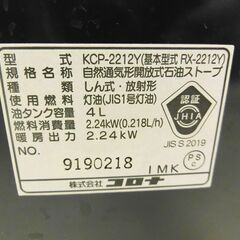 型式 KCP-2212Y(基本型式 RX-2212Y)
規格呼び 自然通気形開放式石油ストーブ
種類 しん式・放射形
使用燃料 灯油(JIS1号灯油)
油タンク容量 4L
燃料消費量 2.24kW(0.218L/h)
暖房出力 2.24kW
NO. 9190218 IMK
株式会社コロナ
認証
JHIA
JIS S 2019
PS
C